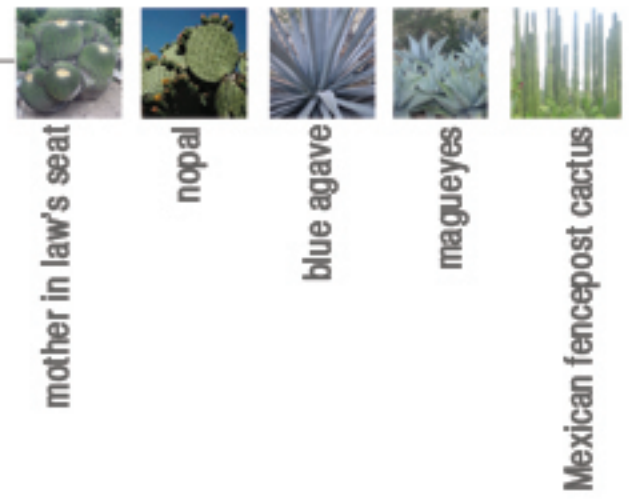 mother in law's seat
nopal
blue agave
magueyes
Mexican fencepost cactus